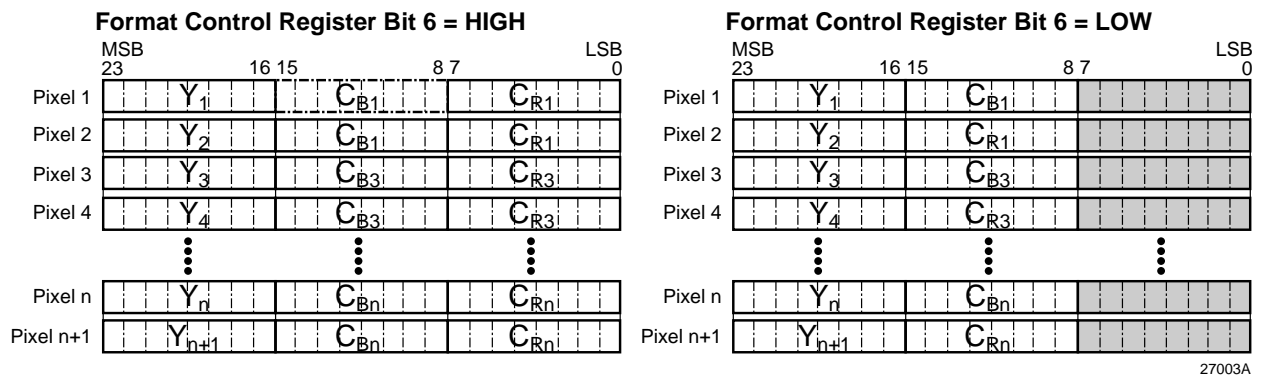 Format Control Register Bit 6 = HIGH
MSB LSB
23 16 15 8 7 0
Pixel 1 Y1 CB1 CR1
Pixel 2 Y2 CB1 CR1
Pixel 3 Y3 CB3 CR3
Pixel 4 Y4 CB3 CR3
Pixel n Yn CBn CRn
Pixel n+1 Yn+1 CBn CRn
Format Control Register Bit 6 = LOW
MSB LSB
23 16 15 8 7 0
Pixel 1 Y1 CB1
Pixel 2 Y2 CR1
Pixel 3 Y3 CB3
Pixel 4 Y4 CR3
Pixel n Yn CBn
Pixel n+1 Yn+1 CRn
27003A